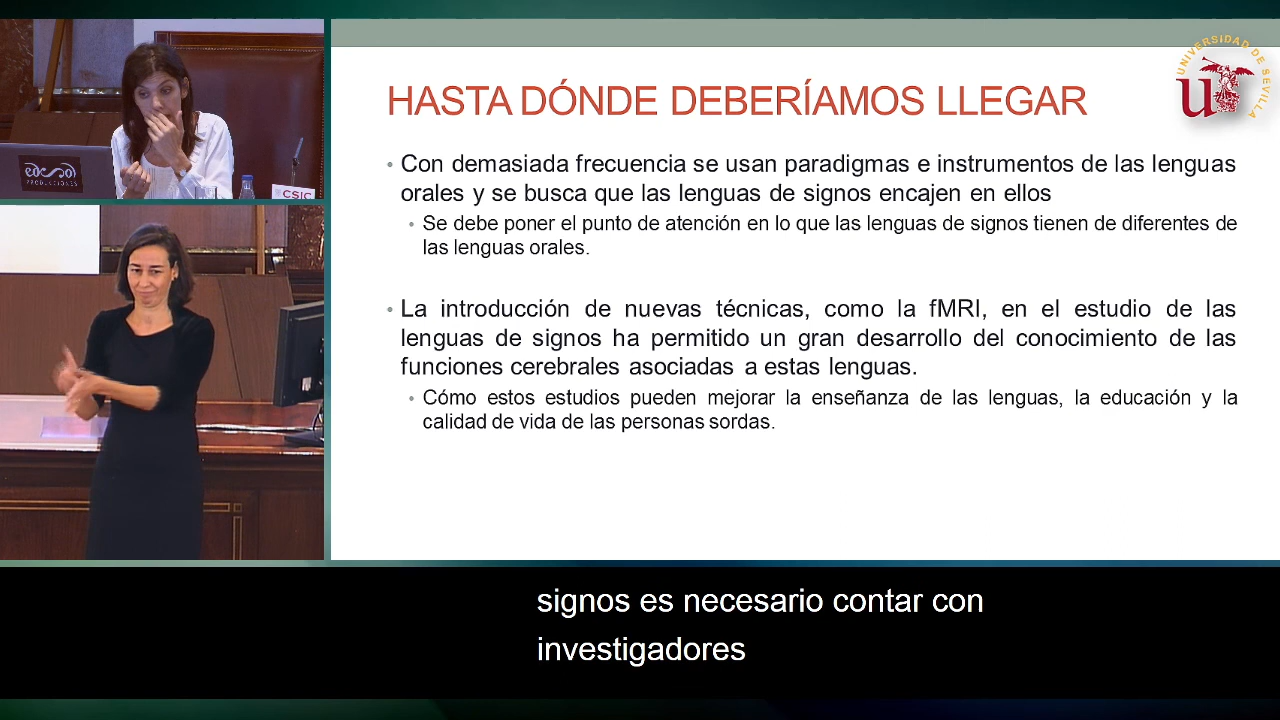 HASTA DÓNDE DEBERÍAMOS LLEGAR
UNIVERSIDAD DE SEVILLA
• Con demasiada frecuencia se usan paradigmas e instrumentos de las lenguas
orales y se busca que las lenguas de signos encajen en ellos
• Se debe poner el punto de atención en lo que las lenguas de signos tienen de diferentes de
las lenguas orales.
• La introducción de nuevas técnicas, como la fMRI, en el estudio de las
lenguas de signos ha permitido un gran desarrollo del conocimiento de las
funciones cerebrales asociadas a estas lenguas.
• Cómo estos estudios pueden mejorar la enseñanza de las lenguas, la educación y la
calidad de vida de las personas sordas.
PRODUCCIONES
CSIC
signos es necesario contar con
investigadores